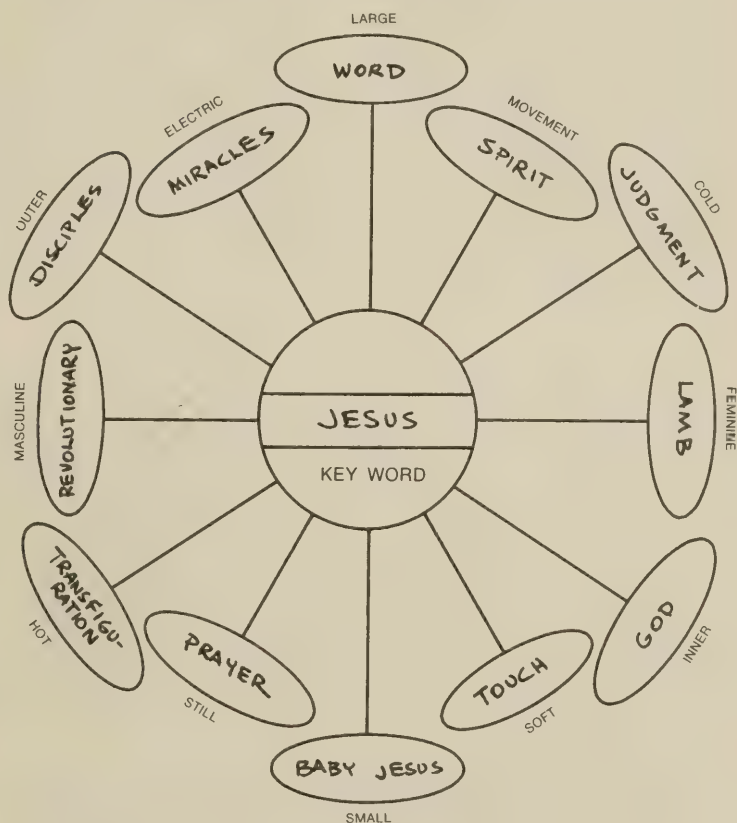 LARGE
WORD
ELECTRIC
MIRACLES
MOVEMENT
SPIRIT
COLD
JUDGMENT
OUTER
DISCIPLES
MASCULINE
REVOLUTIONARY
JESUS
KEY WORD
LAMB
FEMININE
HOT
TRANSFIGU-
RATION
STILL
PRAYER
SOFT
TOUCH
INNER
GOD
BABY JESUS
SMALL